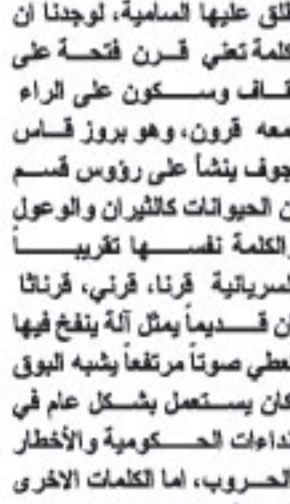 طلق عليها السامية، لوجدنا ان
كلمة تعني قرن فتحة على
قاف وسكون على الراء
معه قرون، وهو بروز قاس
جوف ينشأ على رؤوس قسم
ن الحيوانات كالثيران والوعول
الكلمة نفسها تقريباً
لسريانية قرنا، قرني، قرناثا
ان قديماً يمثل آلة ينفخ فيها
تعطي صوتاً مرتفعاً يشبه البوق
كان يستعمل بشكل عام في
نداءات الحكومية والأخطار
الحروب، اما الكلمات الاخرى